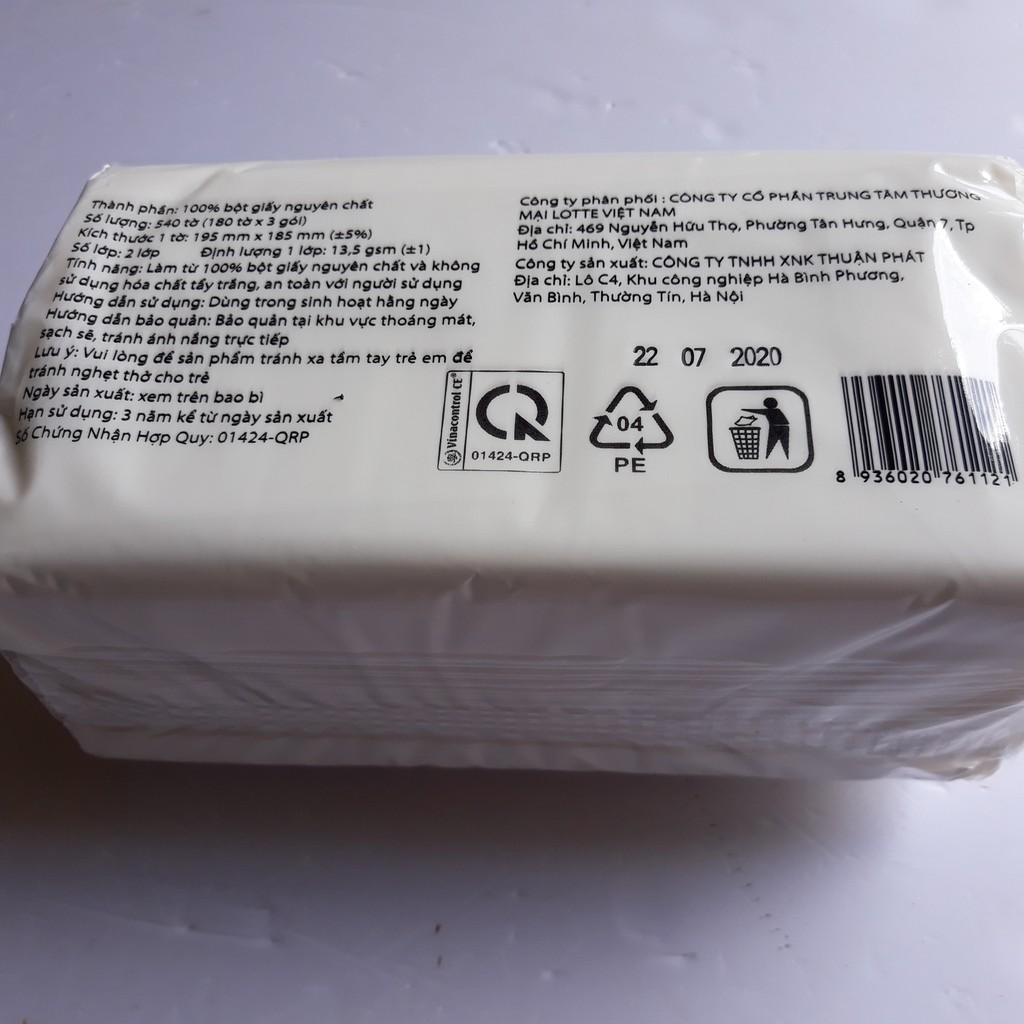 Thành phần: 100% bột giấy nguyên chất
Số lượng: 540 tờ (180 tờ x 3 gói)
Kích thước 1 tờ: 195 mm x 185 mm (±5%)
Số lớp: 2 lớp Định lượng 1 lớp: 13,5 gsm (±1)
Tính năng: Làm từ 100% bột giấy nguyên chất và không
sử dụng hóa chất tẩy trắng, an toàn với người sử dụng
Hướng dẫn sử dụng: Dùng trong sinh hoạt hằng ngày
Hướng dẫn bảo quản: Bảo quản tại khu vực thoáng mát,
sạch sẽ, tránh ánh nắng trực tiếp
Lưu ý: Vui lòng để sản phẩm tránh xa tầm tay trẻ em để
tránh nghẹt thở cho trẻ
Ngày sản xuất: xem trên bao bì
Hạn sử dụng: 3 năm kể từ ngày sản xuất
Số Chứng Nhận Hợp Quy: 01424-QRP
Công ty phân phối : CÔNG TY CỔ PHẦN TRUNG TÂM THƯƠNG
MẠI LOTTE VIỆT NAM
Địa chỉ: 469 Nguyễn Hữu Thọ, Phường Tân Hưng, Quận 7, Tp
Hồ Chí Minh, Việt Nam
Công ty sản xuất: CÔNG TY TNHH XNK THUẬN PHÁT
Địa chỉ: Lô C4, Khu công nghiệp Hà Bình Phương,
Văn Bình, Thường Tín, Hà Nội
22 07 2020
Vinacontrol CE®
01424-QRP
04
PE
8 936020 761121